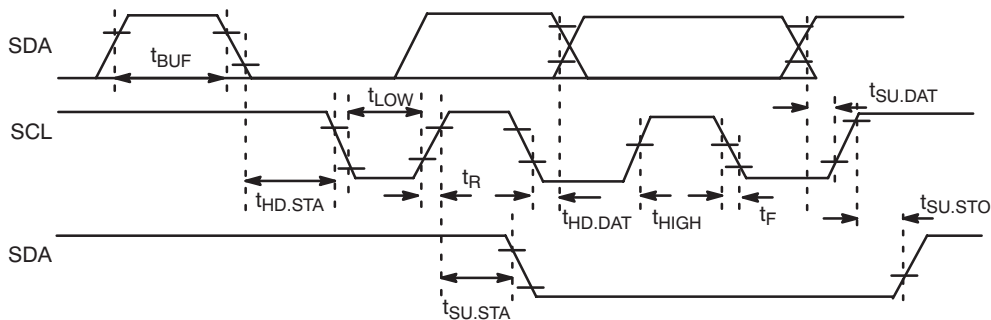 SDA
tBUF
tLOW
tSU.DAT
SCL
tR
tHD.STA
tHD.DAT
tHIGH
tF
tSU.STO
SDA
tSU.STA